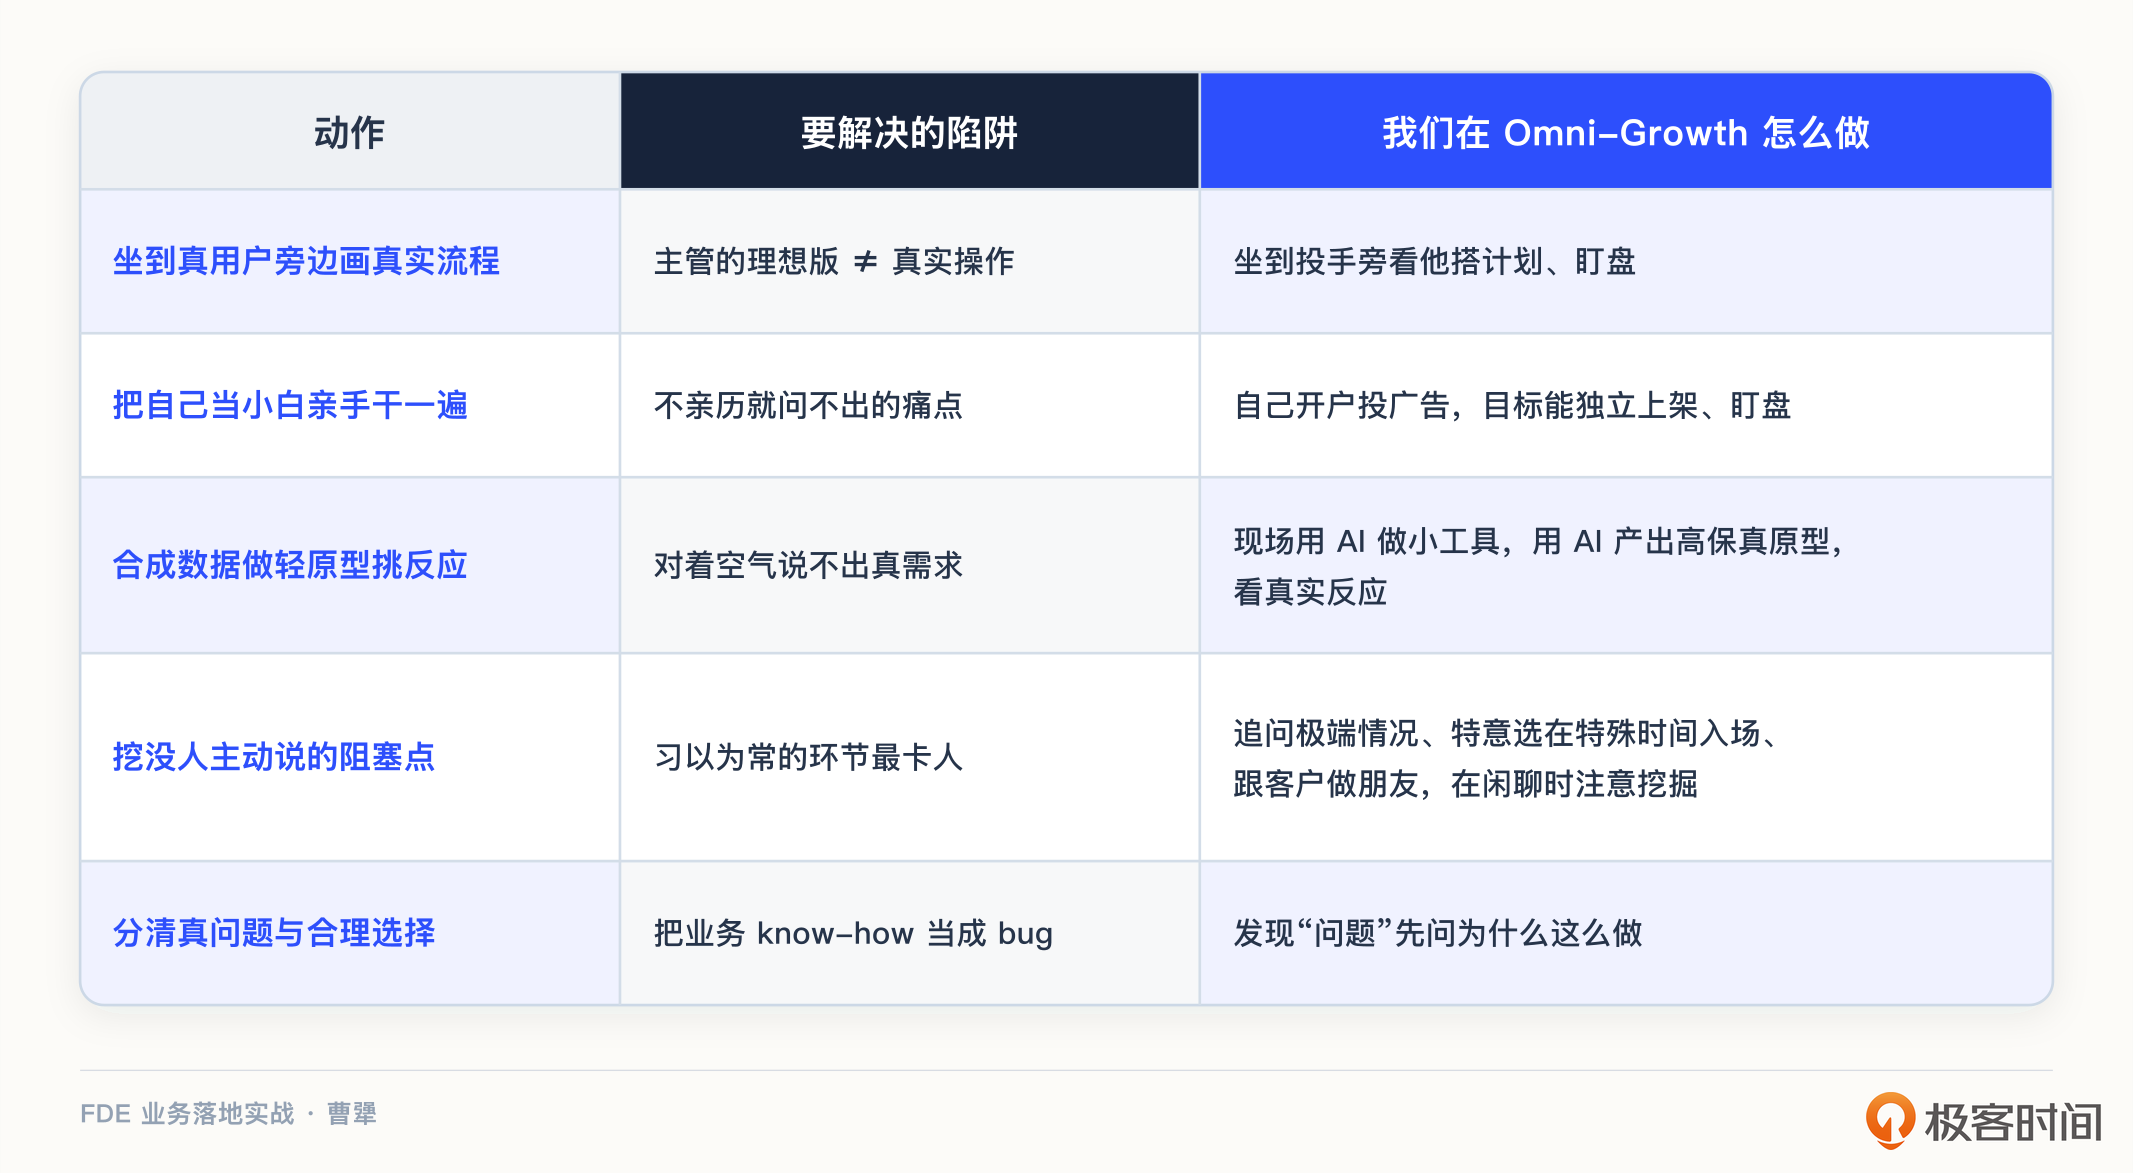 动作
要解决的陷阱
我们在 Omni-Growth 怎么做
坐到真用户旁边画真实流程
主管的理想版 ≠ 真实操作
坐到投手旁看他搭计划、盯盘
把自己当小白亲手干一遍
不亲历就问不出的痛点
自己开户投广告，目标能独立上架、盯盘
合成数据做轻原型挑反应
对着空气说不出真需求
现场用 AI 做小工具，用 AI 产出高保真原型，
看真实反应
挖没人主动说的阻塞点
习以为常的环节最卡人
追问极端情况、特意选在特殊时间入场、
跟客户做朋友，在闲聊时注意挖掘
分清真问题与合理选择
把业务 know-how 当成 bug
发现“问题”先问为什么这么做
FDE 业务落地实战 · 曹犟
极客时间